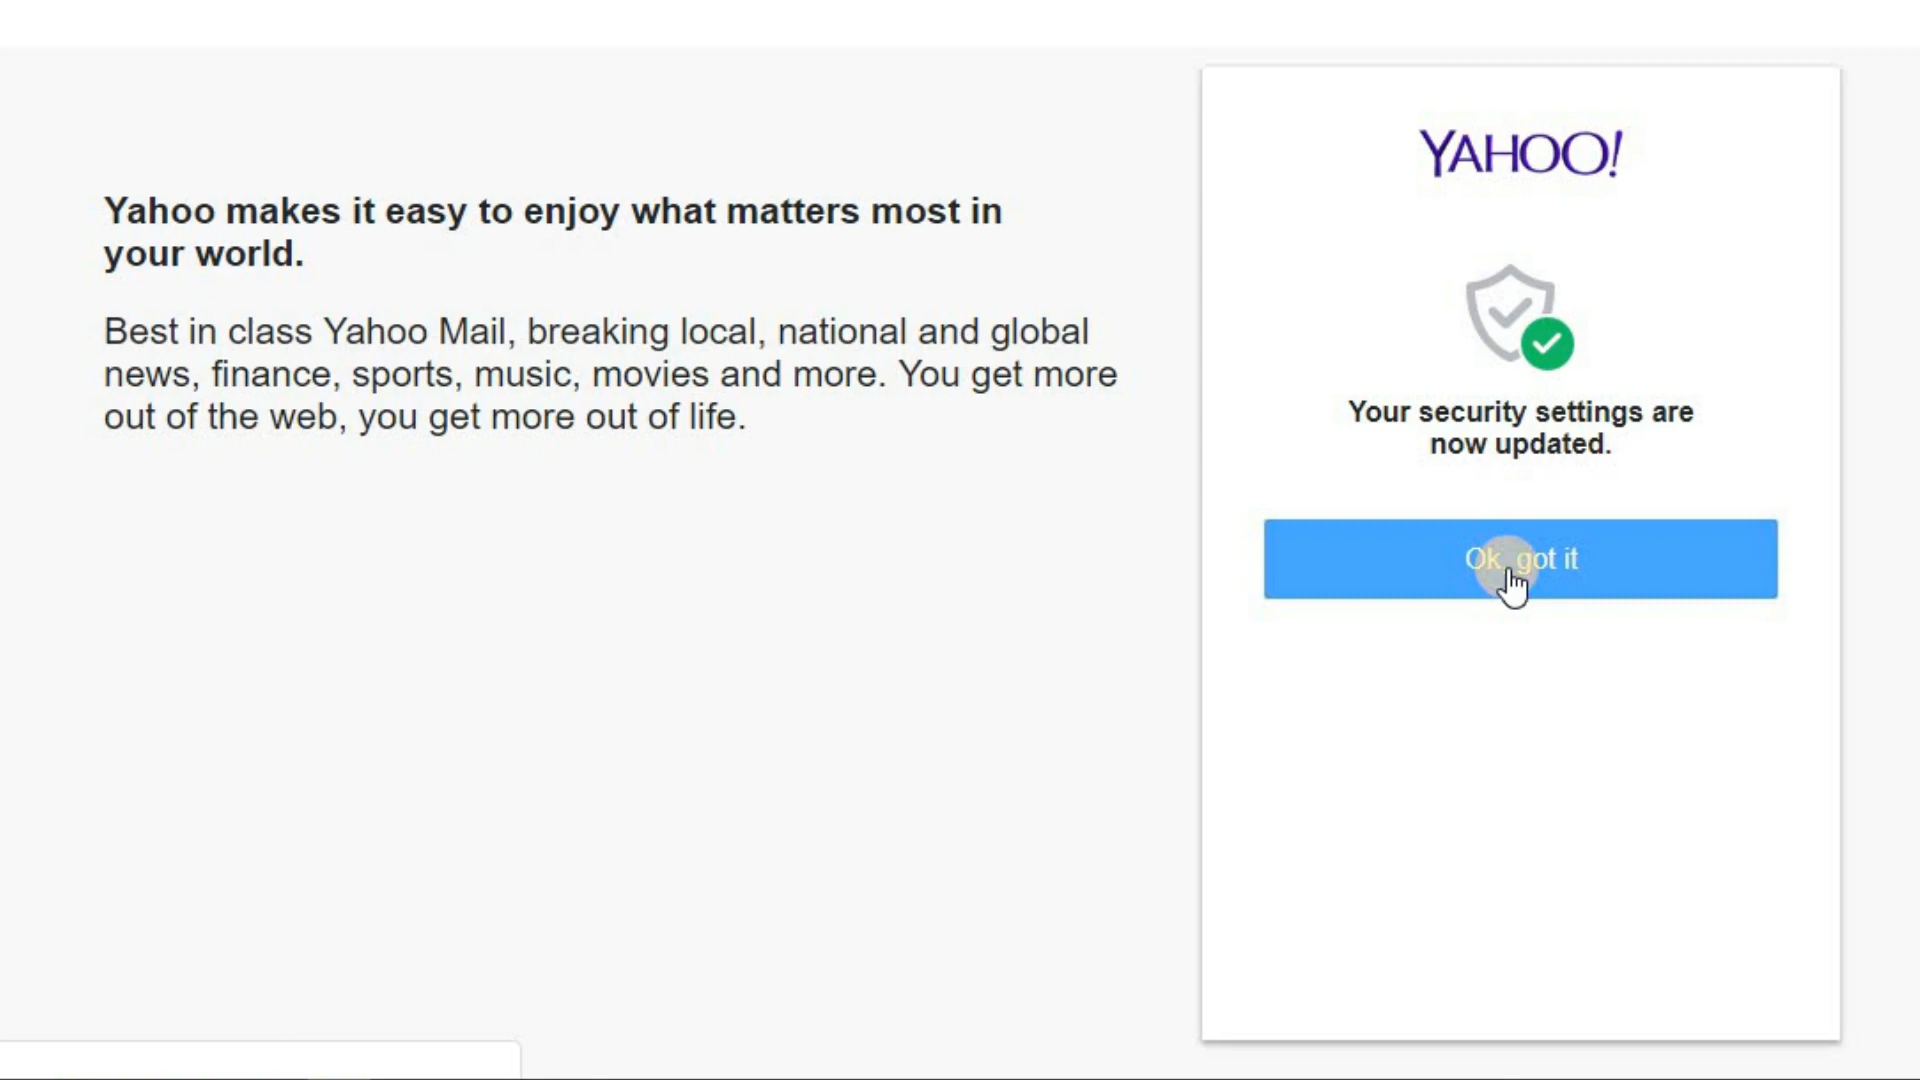 Yahoo makes it easy to enjoy what matters most in
your world.
Best in class Yahoo Mail, breaking local, national and global
news, finance, sports, music, movies and more. You get more
out of the web, you get more out of life.
YAHOO!
Your security settings are
now updated.
Ok, got it